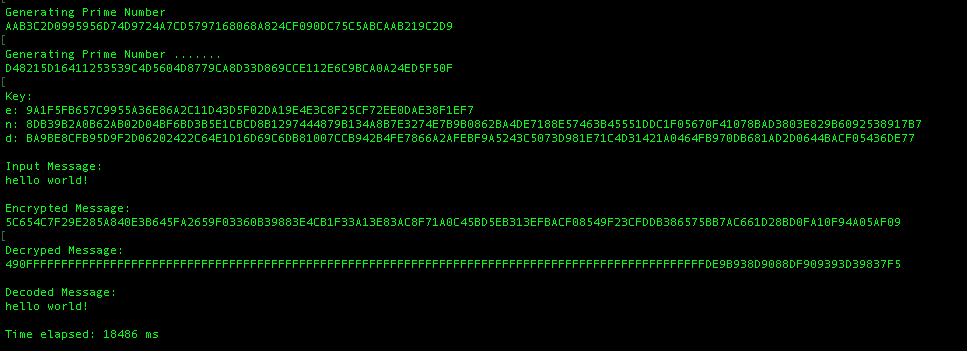 [
Generating Prime Number
AAB3C2D0995956D74D9724A7CD5797168068A824CF090DC75C5ABCAAB219C2D9
[
Generating Prime Number .......
D48215D16411253539C4D5604D8779CA8D33D869CCE112E6C9BCA0A24ED5F50F
[
Key:
e: 9A1F5FB657C9955A36E86A2C11D43D5F02DA19E4E3C8F25CF72EE0DAE38F1EF7
n: 8DB39B2A0B62AB02D04BF6BD3B5E1CBCD8B1297444879B134A8B7E3274E7B9B0862BA4DE7188E57463B45551DDC1F05670F41078BAD3803E829B6092538917B7
d: BA9BE8CFB95D9F2D06202422C64E1D16D69C6DB81007CCB942B4FE7866A2AFEBF9A5243C5073D981E71C4D31421A0464FB970DB681AD2D0644BACF05436DE77
Input Message:
hello world!
Encrypted Message:
5C654C7F29E285A840E3B645FA2659F03360B39883E4CB1F33A13E83AC8F71A0C45BD5EB313EFBACF08549F23CFDDB386575BB7AC661D28BD0FA10F94A05AF09
[
Decryped Message:
490FFFFFFFFFFFFFFFFFFFFFFFFFFFFFFFFFFFFFFFFFFFFFFFFFFFFFFFFFFFFFFFFFFFFFFFFFFFFFFFFFFFFFFFFFFFFFFFFFDE9B938D9088DF909393D39837F5
Decoded Message:
hello world!
Time elapsed: 18486 ms